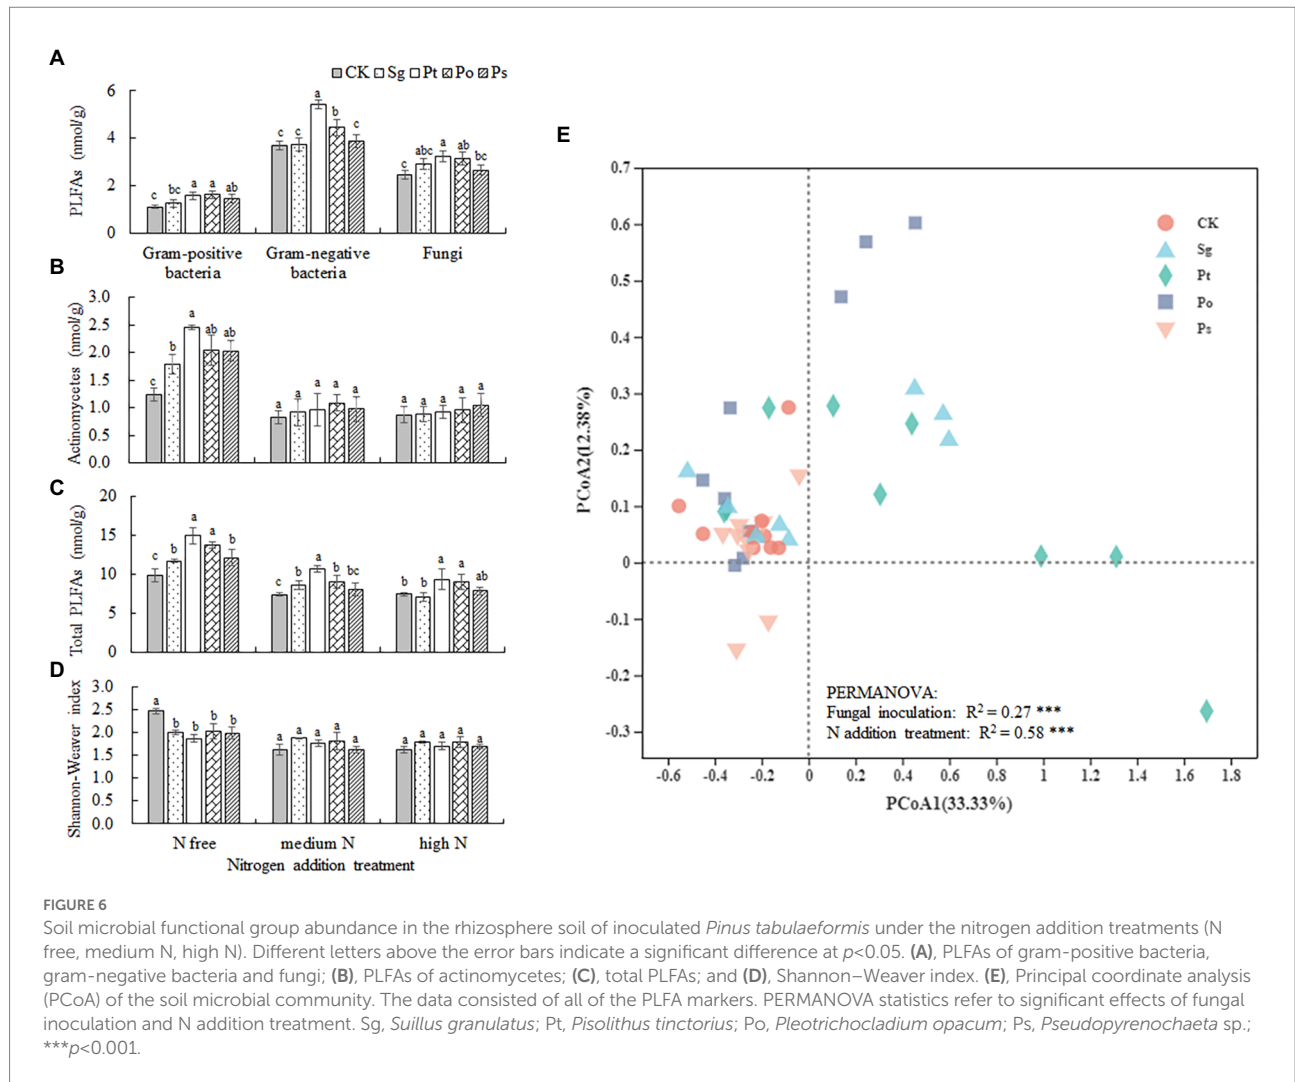 A
CK Sg Pt Po Ps
PLFAs (nmol/g)
6
4
2
0
c bc a a ab
c c a b c
c abc a ab bc
Gram-positive bacteria
Gram-negative bacteria
Fungi
B
Actinomycetes (nmol/g)
3.0
2.5
2.0
1.5
1.0
0.5
0.0
c b a ab ab
a a a a a
a a a a a
C
Total PLFAs (nmol/g)
20
15
10
5
0
c b a a b
c b a b bc
b b a a ab
D
Shannon-Weaver index
3.0
2.5
2.0
1.5
1.0
0.5
0.0
a b b b b
a a a a a
a a a a a
N free medium N high N
Nitrogen addition treatment
E
PCoA2(12.38%)
0.7
0.6
0.5
0.4
0.3
0.2
0.1
0
-0.1
-0.2
-0.3
CK
Sg
Pt
Po
Ps
PERMANOVA:
Fungal inoculation: R² = 0.27 ***
N addition treatment: R² = 0.58 ***
-0.6 -0.4 -0.2 0 0.2 0.4 0.6 0.8 1 1.2 1.4 1.6 1.8
PCoA1(33.33%)
FIGURE 6
Soil microbial functional group abundance in the rhizosphere soil of inoculated Pinus tabulaeformis under the nitrogen addition treatments (N
free, medium N, high N). Different letters above the error bars indicate a significant difference at p<0.05. (A), PLFAs of gram-positive bacteria,
gram-negative bacteria and fungi; (B), PLFAs of actinomycetes; (C), total PLFAs; and (D), Shannon–Weaver index. (E), Principal coordinate analysis
(PCoA) of the soil microbial community. The data consisted of all of the PLFA markers. PERMANOVA statistics refer to significant effects of fungal
inoculation and N addition treatment. Sg, Suillus granulatus; Pt, Pisolithus tinctorius; Po, Pleotrichocladium opacum; Ps, Pseudopyrenochaeta sp.;
***p<0.001.